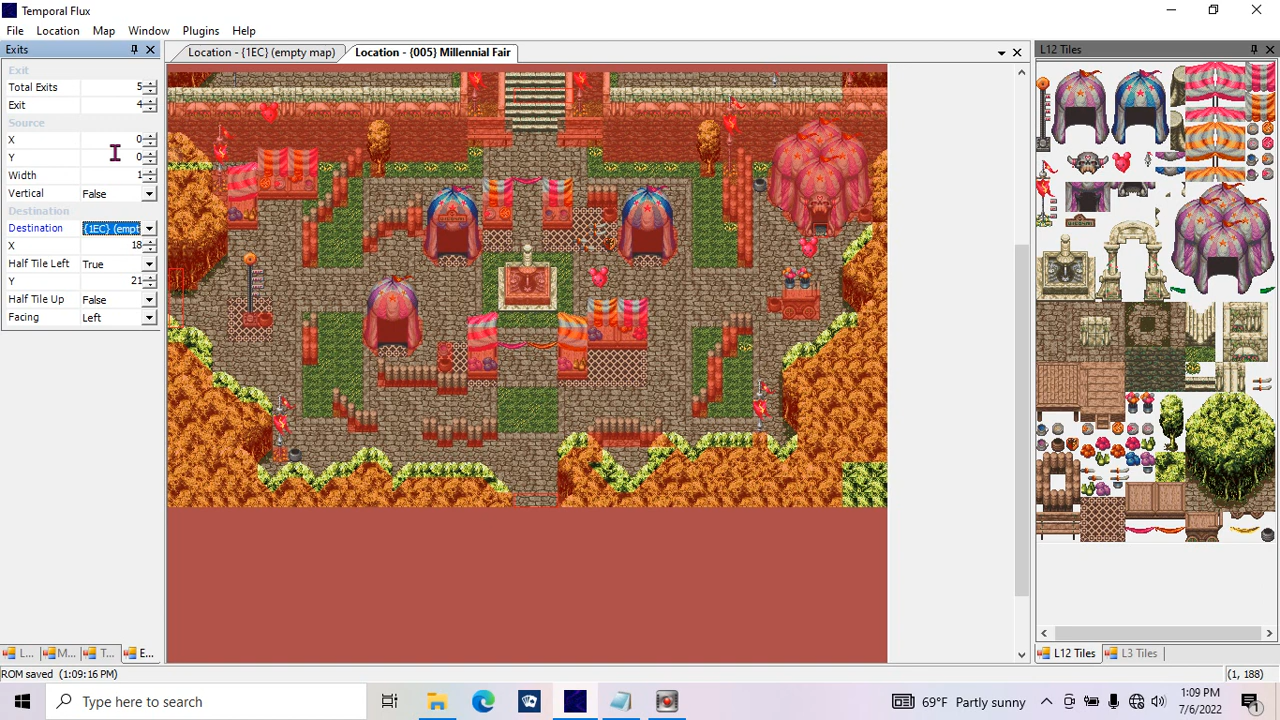 Temporal Flux
File Location Map Window Plugins Help
Exits
Location - {1EC} (empty map)
Location - {005} Millennial Fair
L12 Tiles
Exit
Total Exits 5
Exit 4
Source
X 0
Y 0
Width 1
Vertical False
Destination
Destination {1EC} (empt
X 18
Half Tile Left True
Y 21
Half Tile Up False
Facing Left
L... M... T... E...
L12 Tiles L3 Tiles
ROM saved (1:09:16 PM)
(1, 188)
Type here to search
69°F Partly sunny
1:09 PM
7/6/2022
1